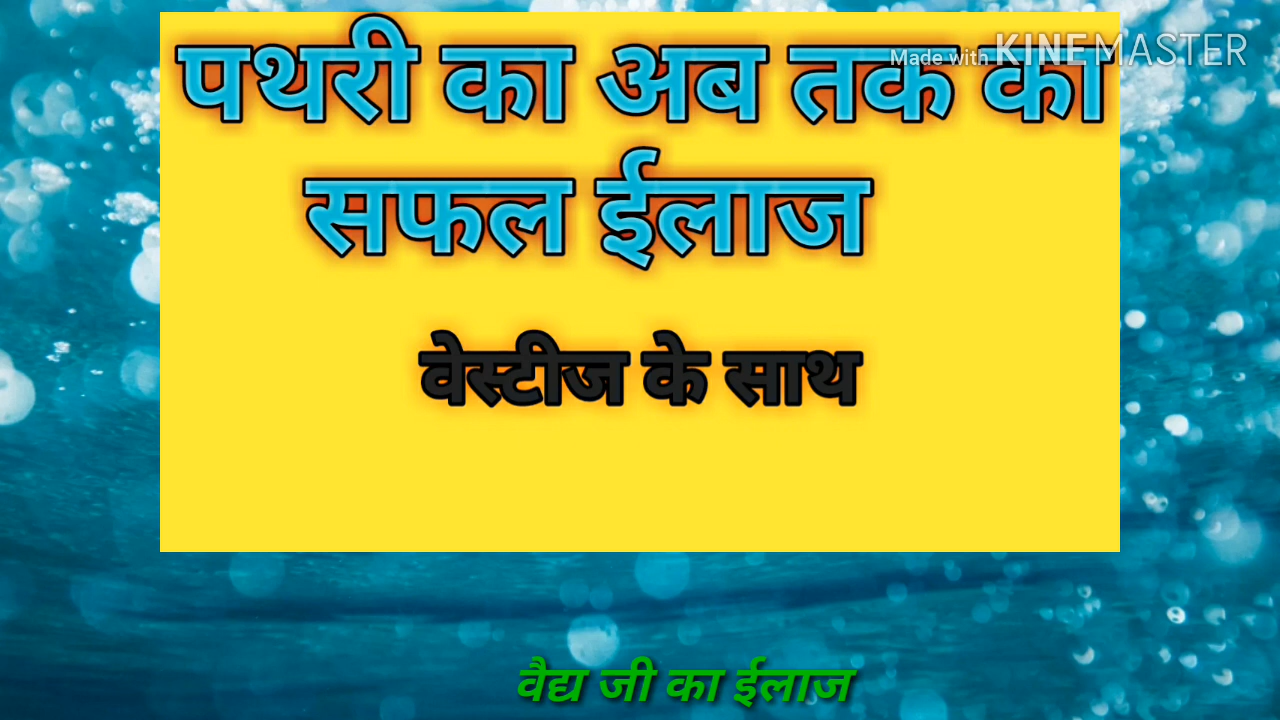 पथरी का अब तक का
Made with KINEMASTER
सफल ईलाज
वेस्टीज के साथ
वैद्य जी का ईलाज